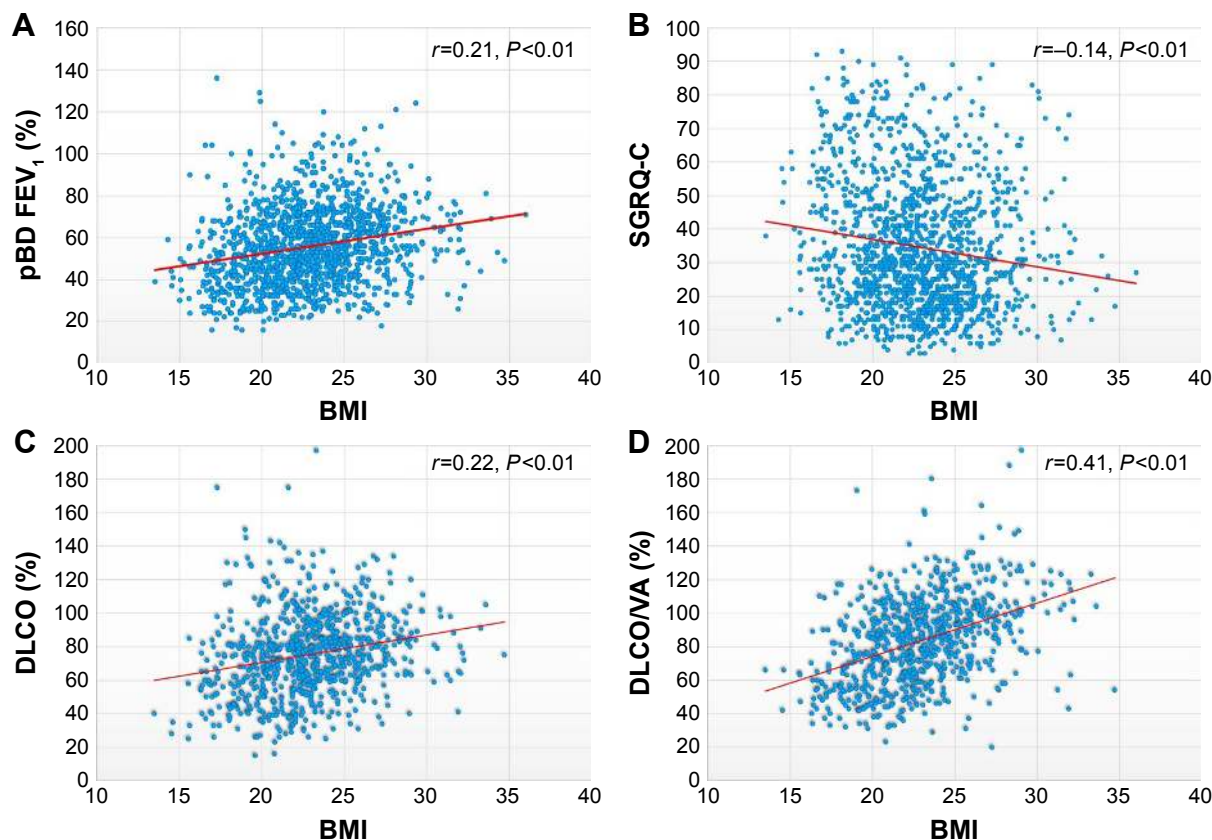 A
r=0.21, P<0.01
pBD FEV1 (%)
160
140
120
100
80
60
40
20
0
10 15 20 25 30 35 40
BMI
B
r=–0.14, P<0.01
SGRQ-C
100
90
80
70
60
50
40
30
20
10
0
10 15 20 25 30 35 40
BMI
C
r=0.22, P<0.01
DLCO (%)
200
180
160
140
120
100
80
60
40
20
0
10 15 20 25 30 35 40
BMI
D
r=0.41, P<0.01
DLCO/VA (%)
200
180
160
140
120
100
80
60
40
20
0
10 15 20 25 30 35 40
BMI